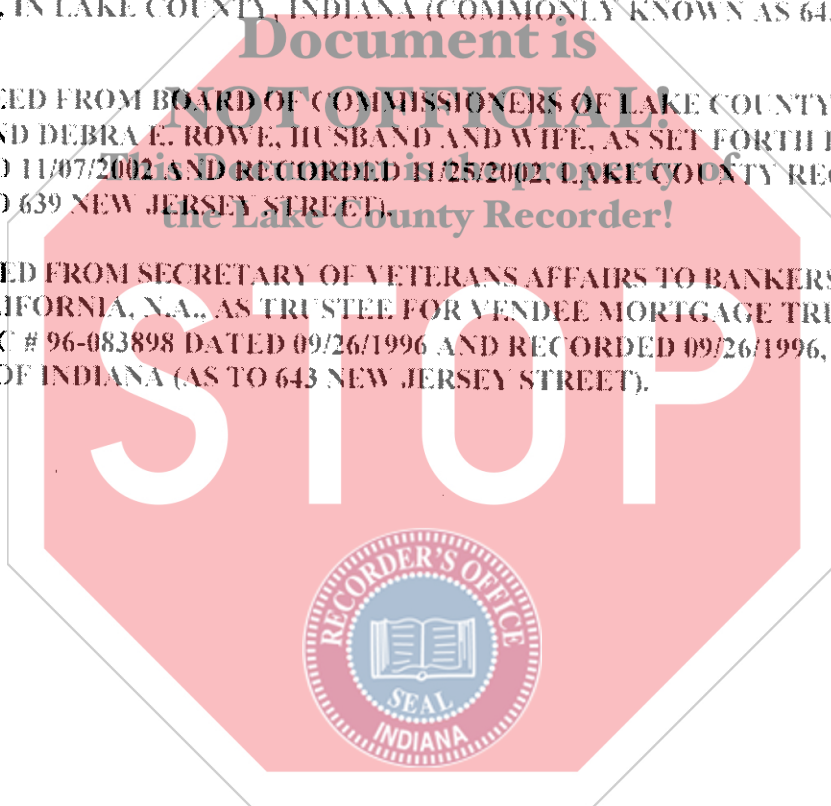 , IN LAKE COUNTY, INDIANA (COMMONLY KNOWN AS 64
Document is
NOT OFFICIAL!
This Document is the property of
the Lake County Recorder!
ED FROM BOARD OF COMMISSIONERS OF LAKE COUNTY
ND DEBRA E. ROWE, HUSBAND AND WIFE, AS SET FORTH
D 11/07/2002 AND RECORDED 11/25/2002, LAKE COUNTY REC
O 639 NEW JERSEY STREET).
ED FROM SECRETARY OF VETERANS AFFAIRS TO BANKERS
LIFORNIA, N.A., AS TRUSTEE FOR VENDEE MORTGAGE TRU
C # 96-083898 DATED 09/26/1996 AND RECORDED 09/26/1996,
OF INDIANA (AS TO 643 NEW JERSEY STREET).
STOP
RECORDER'S OFFICE
SEAL
INDIANA